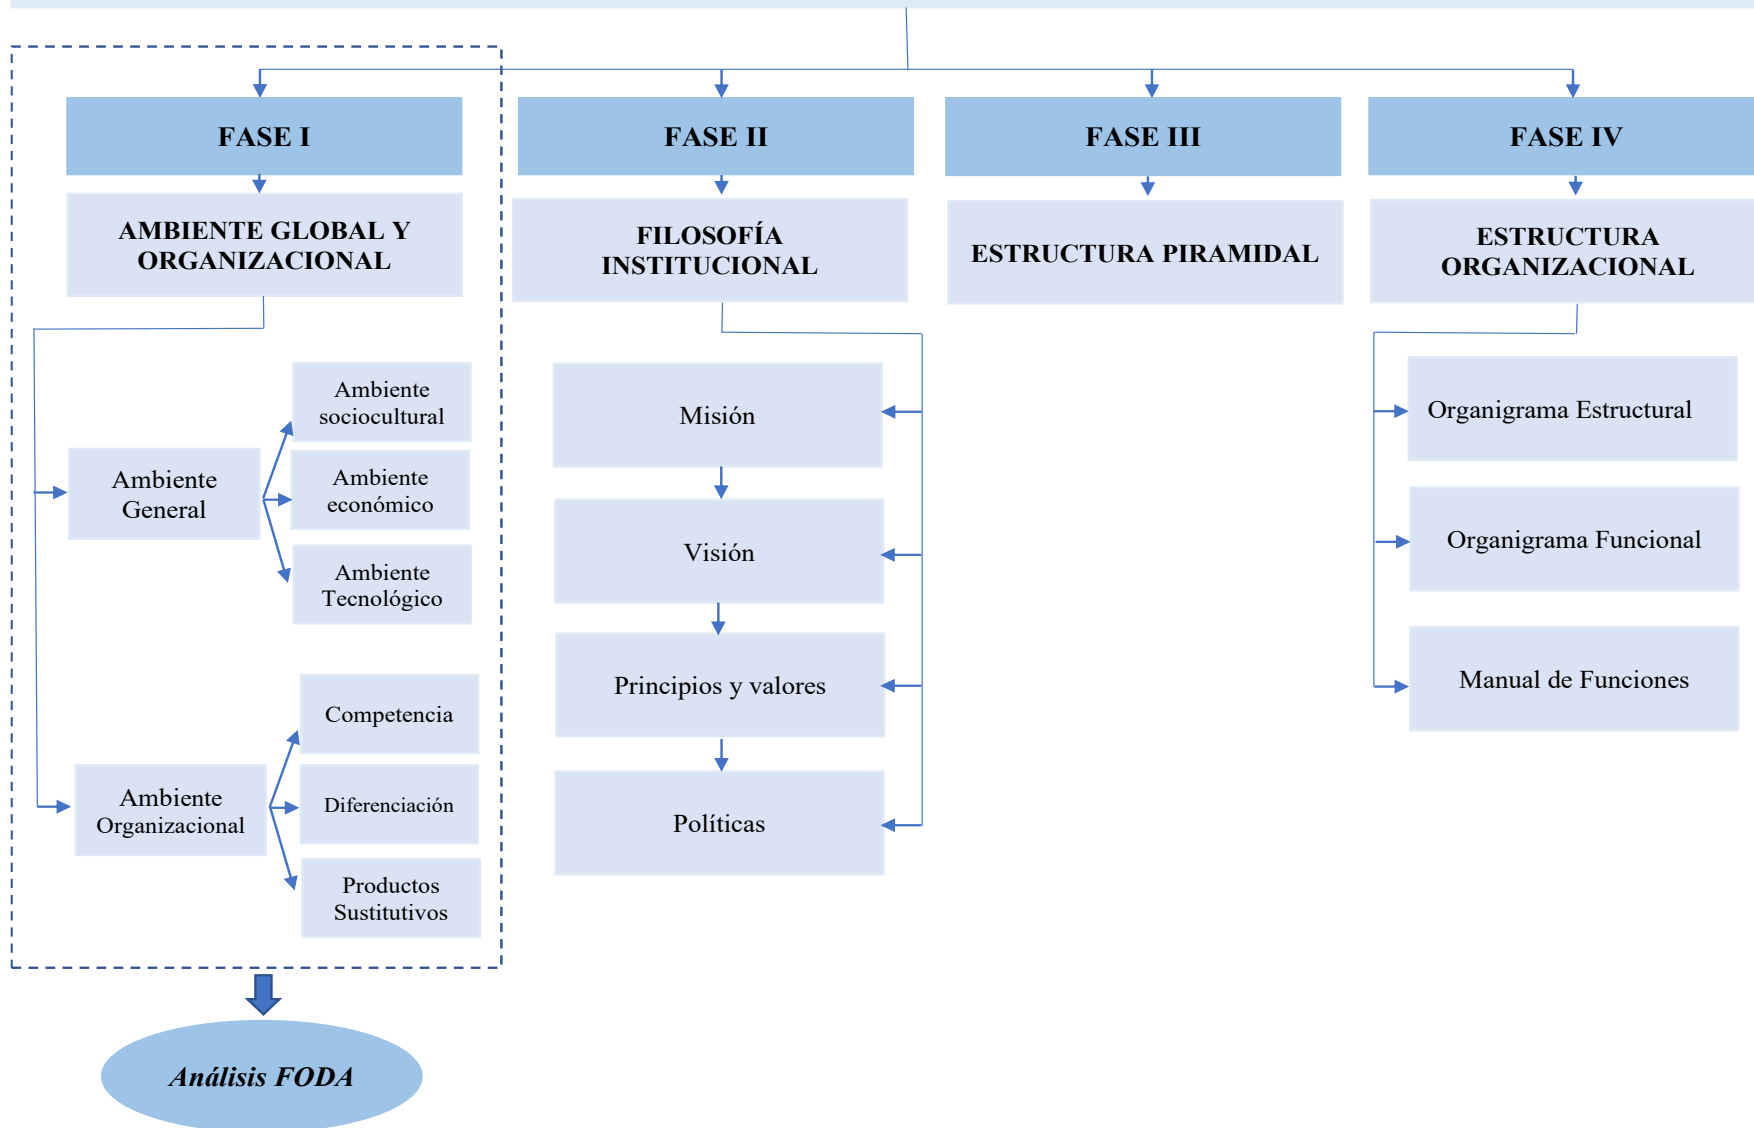 FASE I
FASE II
FASE III
FASE IV
AMBIENTE GLOBAL Y
ORGANIZACIONAL
FILOSOFÍA
INSTITUCIONAL
ESTRUCTURA PIRAMIDAL
ESTRUCTURA
ORGANIZACIONAL
Ambiente
General
Ambiente
sociocultural
Ambiente
económico
Ambiente
Tecnológico
Ambiente
Organizacional
Competencia
Diferenciación
Productos
Sustitutivos
Análisis FODA
Misión
Visión
Principios y valores
Políticas
Organigrama Estructural
Organigrama Funcional
Manual de Funciones